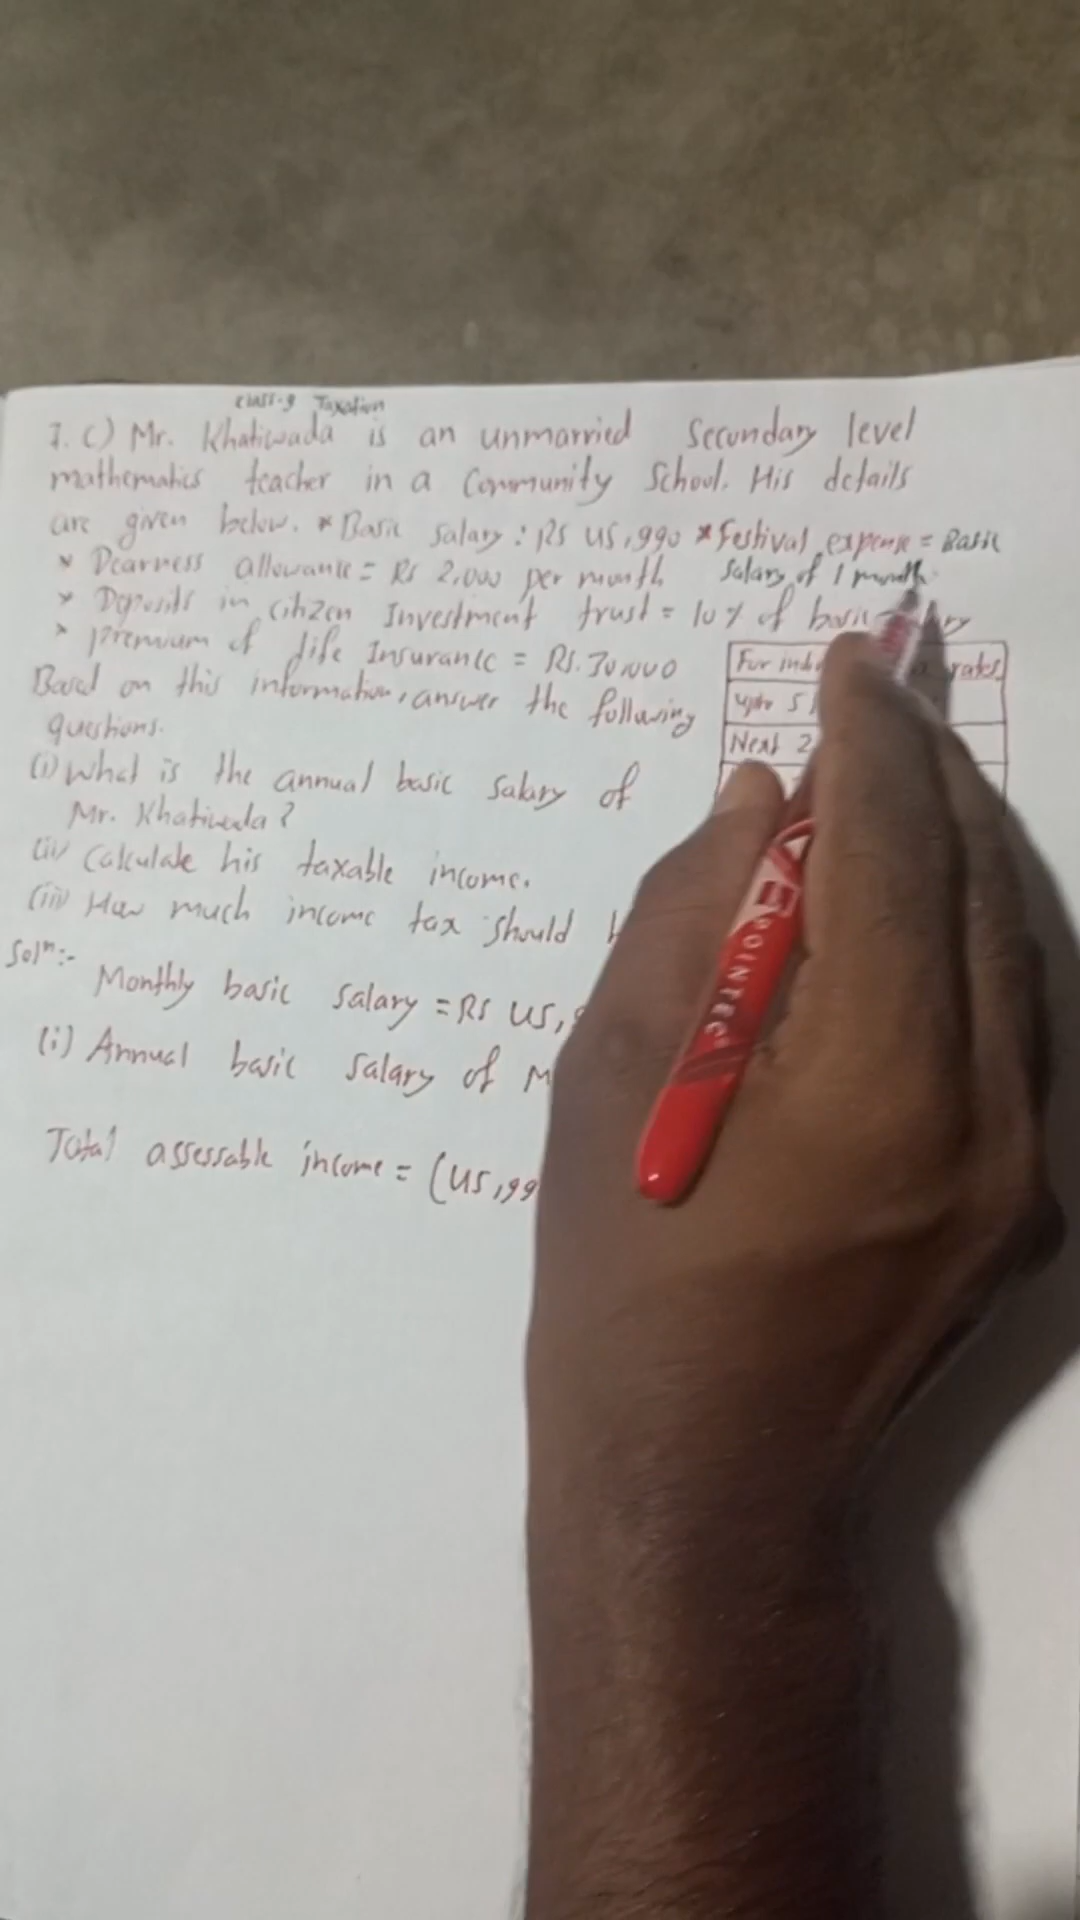 class-9 Taxation
7. c) Mr. Khatiwada is an unmarried Secondary level
mathematics teacher in a Community School. His details
are given below. * Basic salary: Rs 45,990 * Festival expense = Basic
salary of 1 month
* Dearness allowance = Rs 2,000 per month
* Deposits in citizen Investment trust = 10% of basic
* premium of life Insurance = Rs. 30,000
For rates
Based on this information, answer the following
upto 5
questions.
Next 2
(i) What is the annual basic salary of
Mr. Khatiwada?
(ii) Calculate his taxable income.
(iii) How much income tax should
Solⁿ:-
Monthly basic salary = Rs 45,
(i) Annual basic salary of M
Total assessable income = (45,99
POINTEC